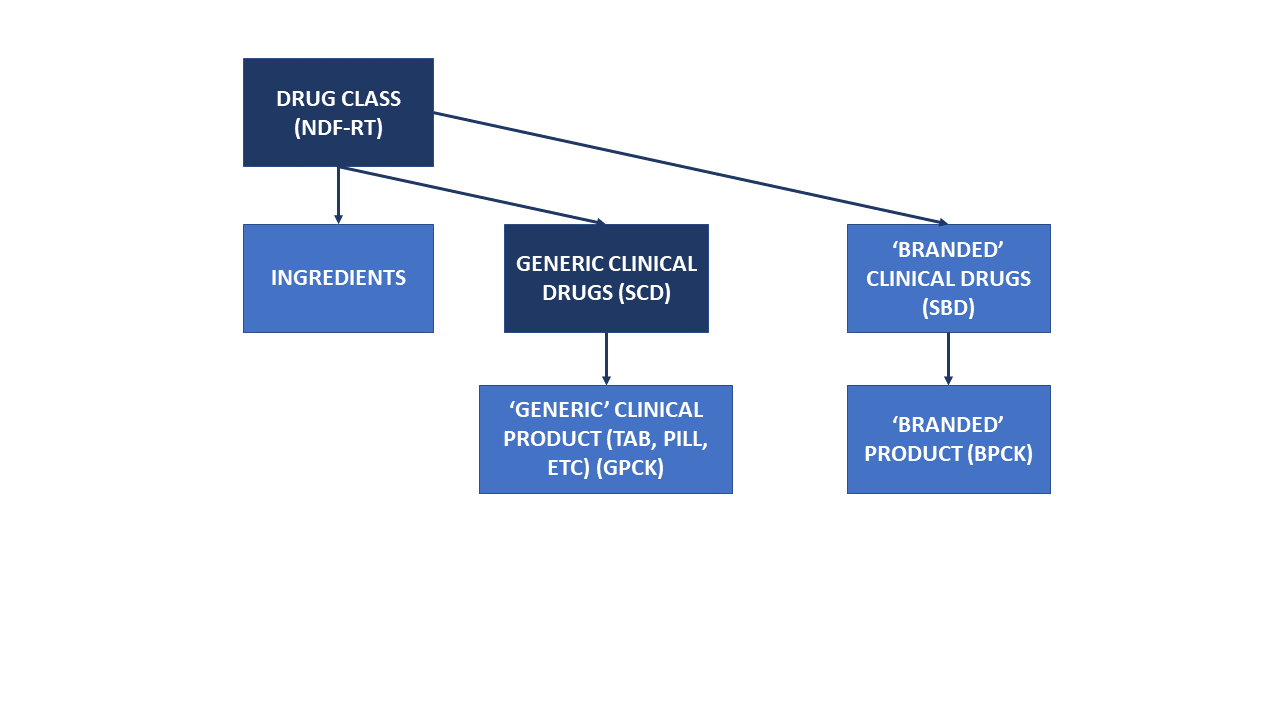 DRUG CLASS
(NDF-RT)
INGREDIENTS
GENERIC CLINICAL
DRUGS (SCD)
‘BRANDED’
CLINICAL DRUGS
(SBD)
‘GENERIC’ CLINICAL
PRODUCT (TAB, PILL,
ETC) (GPCK)
‘BRANDED’
PRODUCT (BPCK)